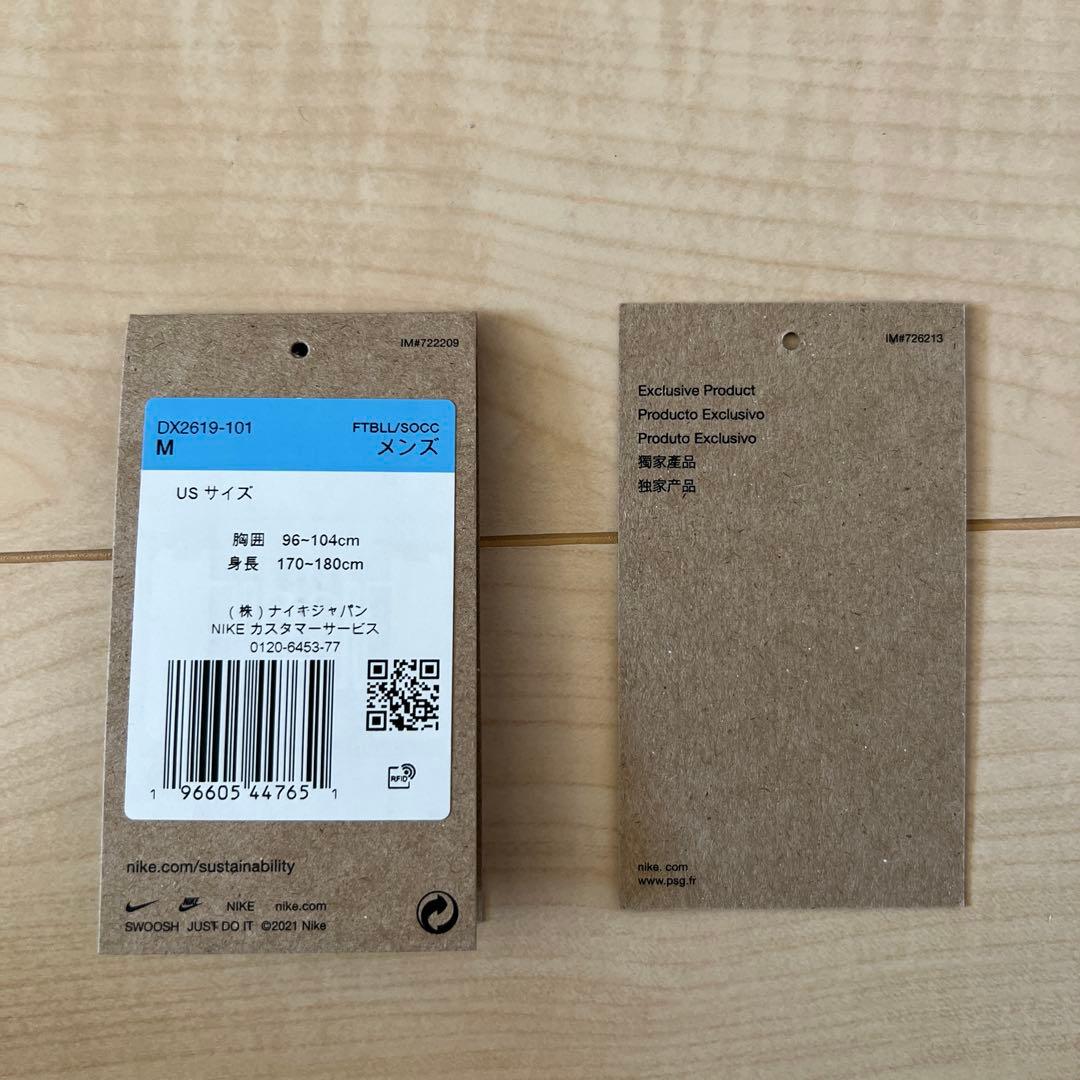 IM#722209
DX2619-101
FTBLL/SOCC
M
メンズ
US サイズ
胸囲 96~104cm
身長 170~180cm
(株)ナイキジャパン
NIKE カスタマーサービス
0120-6453-77
RFID
1 96605 44765 1
nike.com/sustainability
NIKE nike.com
SWOOSH JUST DO IT ©2021 Nike
IM#726213
Exclusive Product
Producto Exclusivo
Produto Exclusivo
獨家產品
独家产品
nike. com
www.psg.fr